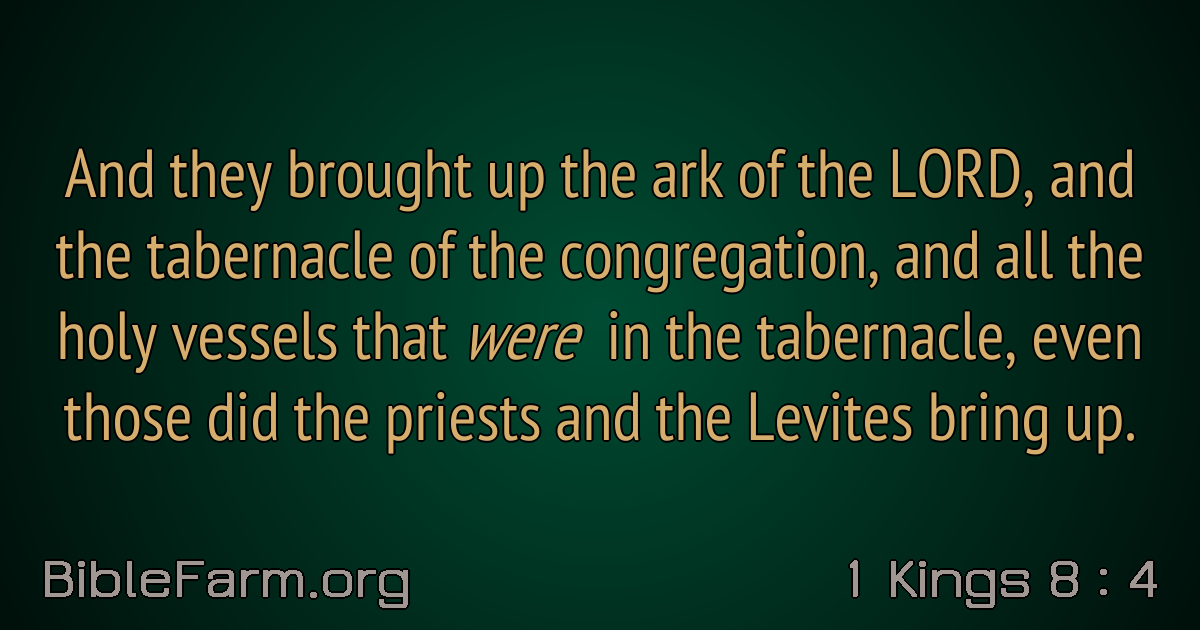 And they brought up the ark of the LORD, and
the tabernacle of the congregation, and all the
holy vessels that were in the tabernacle, even
those did the priests and the Levites bring up.
BibleFarm.org
1 Kings 8 : 4